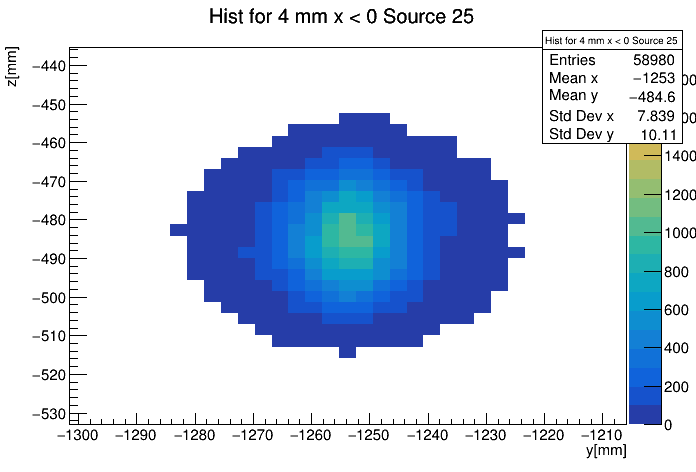 Hist for 4 mm x < 0 Source 25
Hist for 4 mm x < 0 Source 25
Entries 58980
Mean x −1253
Mean y −484.6
Std Dev x 7.839
Std Dev y 10.11
z[mm]
−440
−450
−460
−470
−480
−490
−500
−510
−520
−530
−1300 −1290 −1280 −1270 −1260 −1250 −1240 −1230 −1220 −1210
y[mm]
1400
1200
1000
800
600
400
200
0